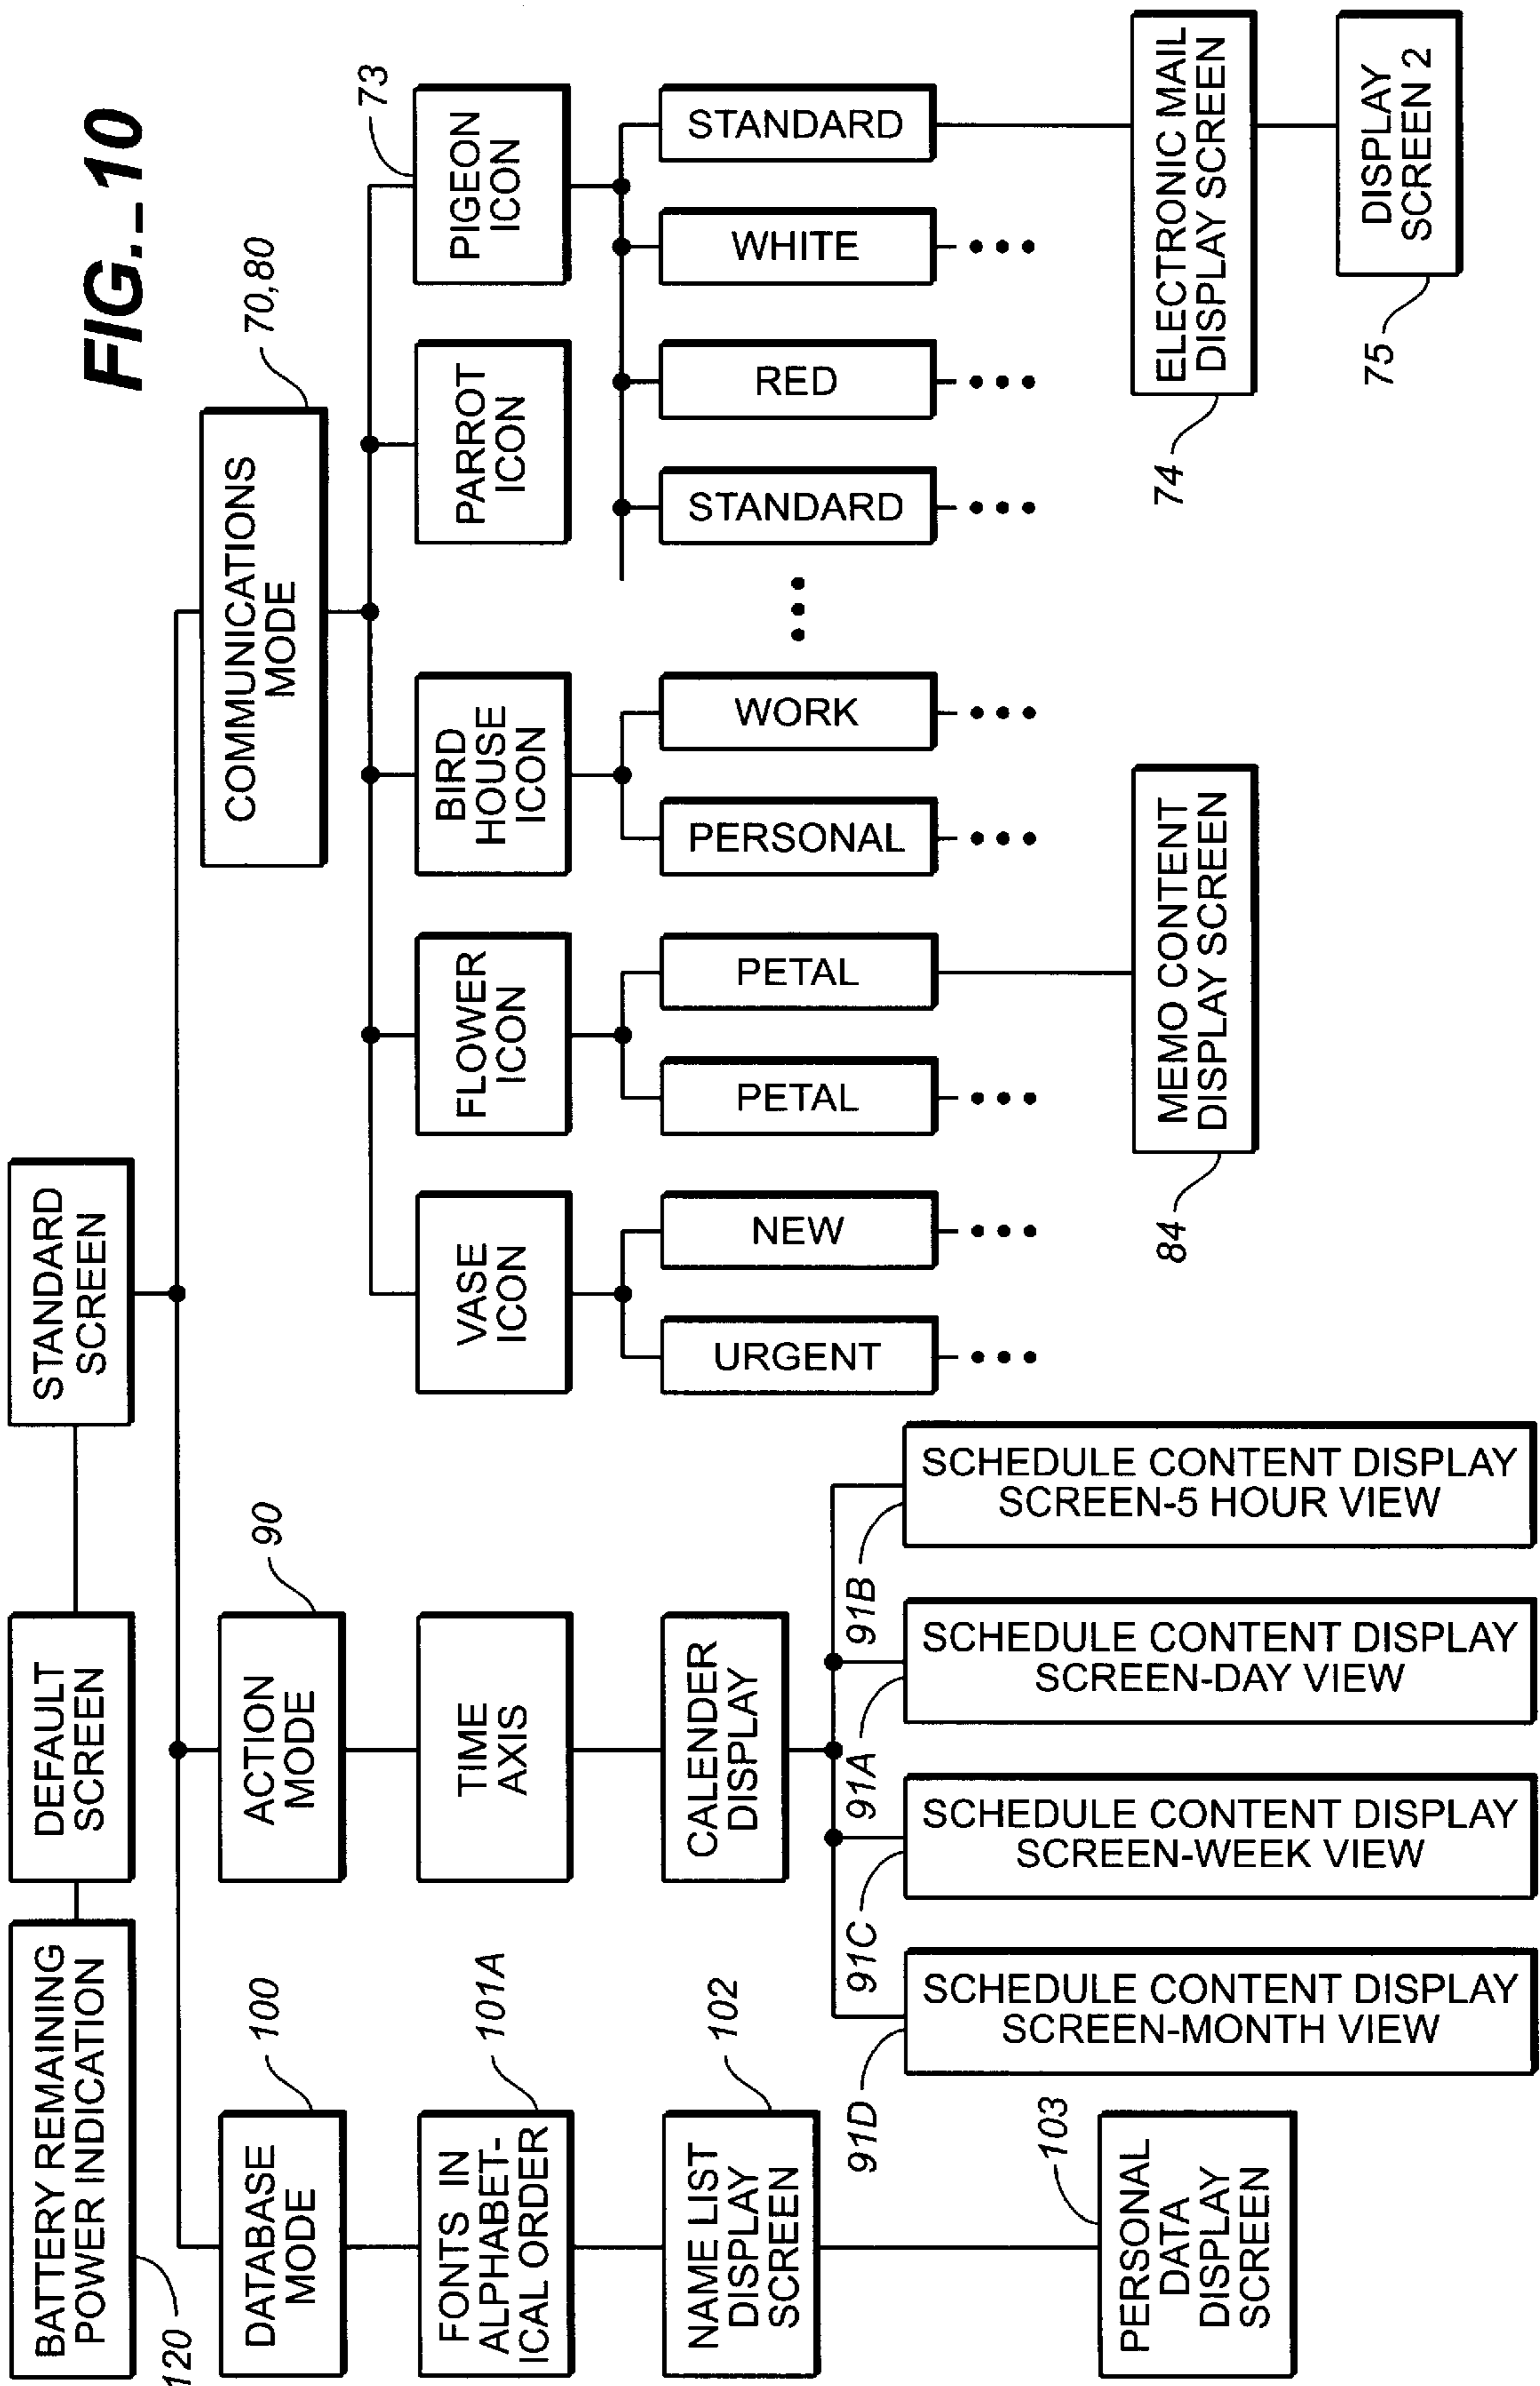 FIG._10
BATTERY REMAINING
POWER INDICATION
120
DEFAULT
SCREEN
STANDARD
SCREEN
DATABASE
MODE
100
ACTION
MODE
90
COMMUNICATIONS
MODE
70,80
FONTS IN
ALPHABET-
ICAL ORDER
101A
TIME
AXIS
VASE
ICON
FLOWER
ICON
BIRD
HOUSE
ICON
PARROT
ICON
PIGEON
ICON
73
NAME LIST
DISPLAY
SCREEN
102
CALENDER
DISPLAY
URGENT
NEW
PETAL
PETAL
PERSONAL
WORK
STANDARD
RED
WHITE
STANDARD
91D
SCHEDULE CONTENT DISPLAY
SCREEN-MONTH VIEW
91C
SCHEDULE CONTENT DISPLAY
SCREEN-WEEK VIEW
91A
SCHEDULE CONTENT DISPLAY
SCREEN-DAY VIEW
91B
SCHEDULE CONTENT DISPLAY
SCREEN-5 HOUR VIEW
PERSONAL
DATA
DISPLAY
SCREEN
103
MEMO CONTENT
DISPLAY SCREEN
84
ELECTRONIC MAIL
DISPLAY SCREEN
74
DISPLAY
SCREEN 2
75